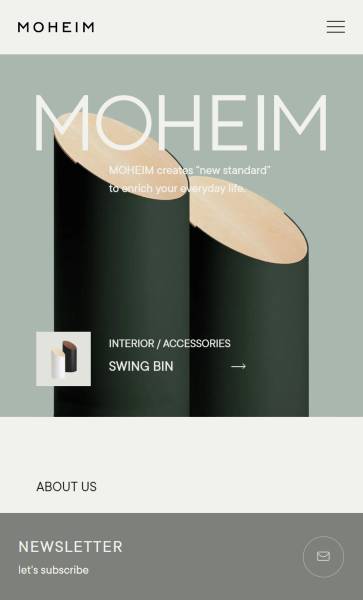 MOHEIM
MOHEIM
MOHEIM creates "new standard"
to enrich your everyday life.
INTERIOR / ACCESSORIES
SWING BIN
ABOUT US
NEWSLETTER
let's subscribe